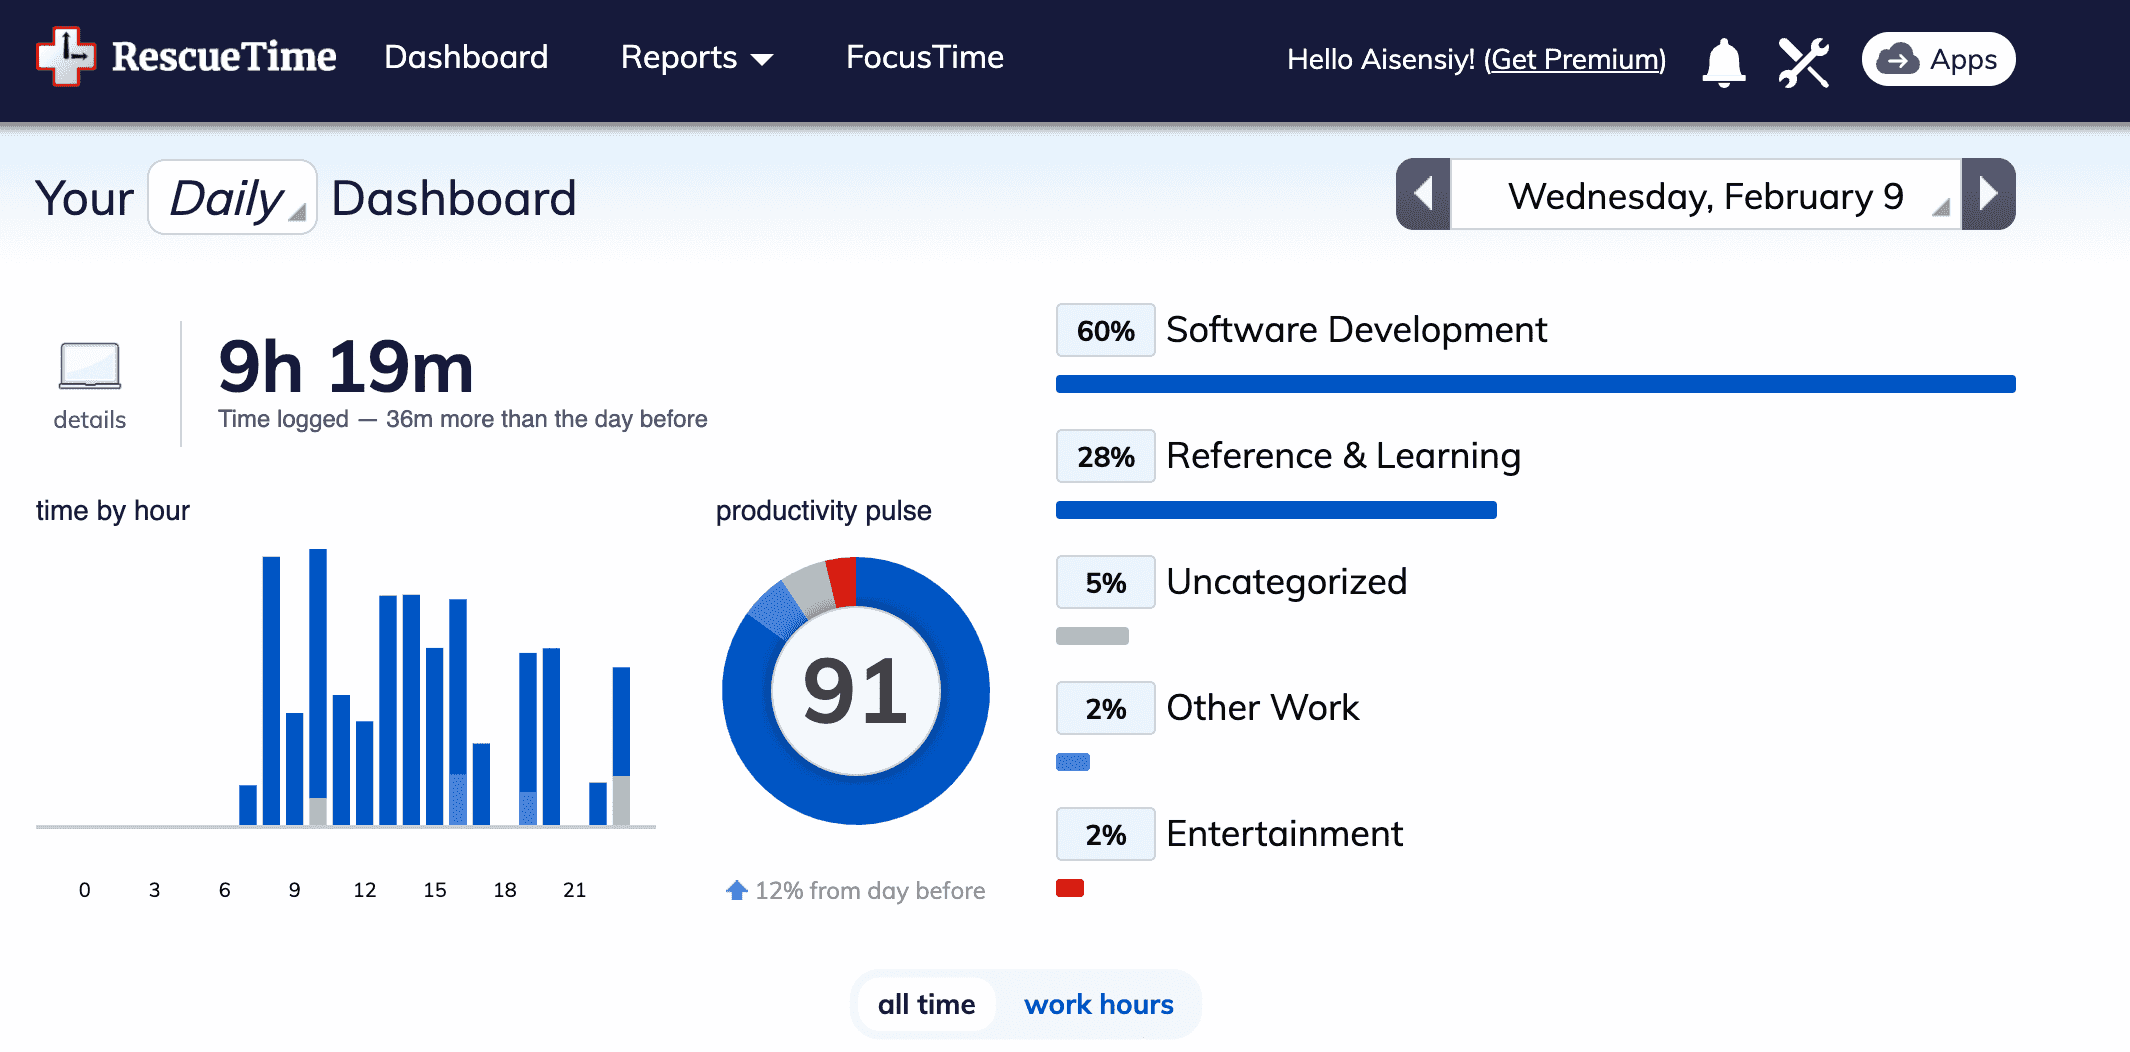 RescueTime Dashboard Reports FocusTime Hello Aisensiy! (Get Premium) Apps
Your Daily Dashboard
Wednesday, February 9
details
9h 19m
Time logged — 36m more than the day before
time by hour
0 3 6 9 12 15 18 21
productivity pulse
91
12% from day before
60% Software Development
28% Reference & Learning
5% Uncategorized
2% Other Work
2% Entertainment
all time work hours